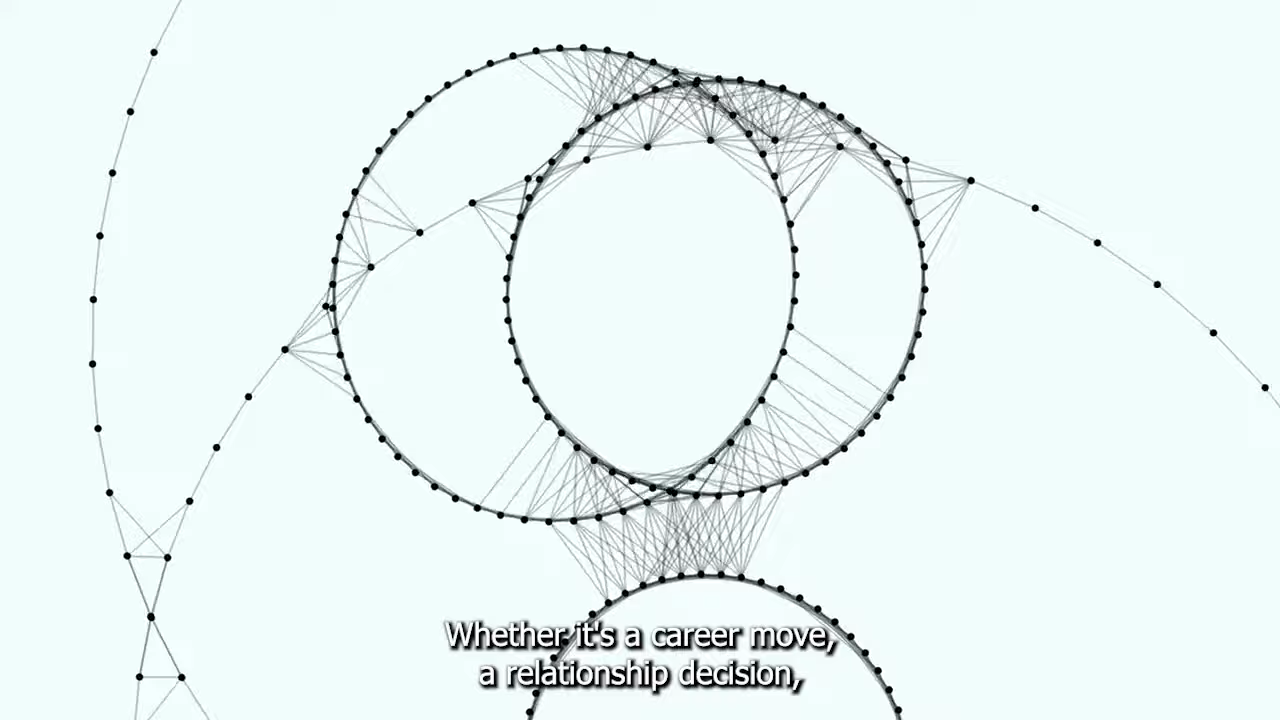 Whether it's a career move,
a relationship decision,